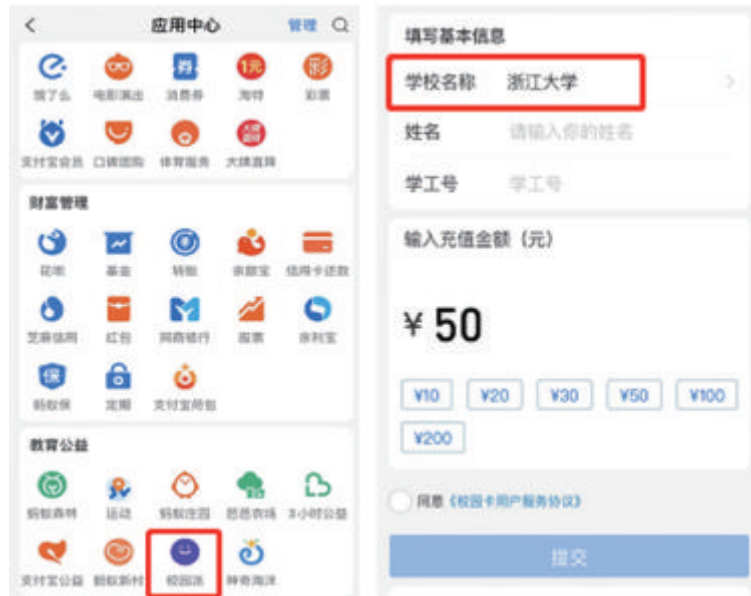 应用中心 管理
饿了么 电影演出 消费券 淘特 彩票
支付宝会员 口碑团购 体育服务 大牌直降
财富管理
花呗 基金 转账 余额宝 信用卡还款
芝麻信用 红包 网商银行 股票 余利宝
蚂蚁保 定期 支付宝荷包
教育公益
蚂蚁森林 运动 蚂蚁庄园 芭芭农场 3小时公益
支付宝公益 蚂蚁新村 校园派 神奇海洋
填写基本信息
学校名称 浙江大学
姓名 请输入你的姓名
学工号 学工号
输入充值金额（元）
¥ 50
¥10 ¥20 ¥30 ¥50 ¥100
¥200
同意《校园卡用户服务协议》
提交